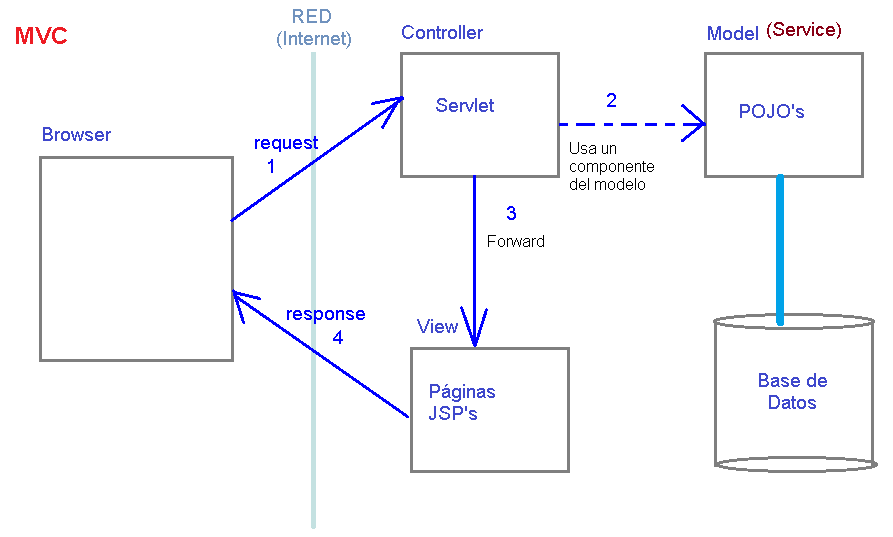 MVC
RED
(Internet)
Controller
Model (Service)
Servlet
2
POJO's
Browser
request
1
Usa un
componente
del modelo
3
Forward
response
4
View
Páginas
JSP's
Base de
Datos